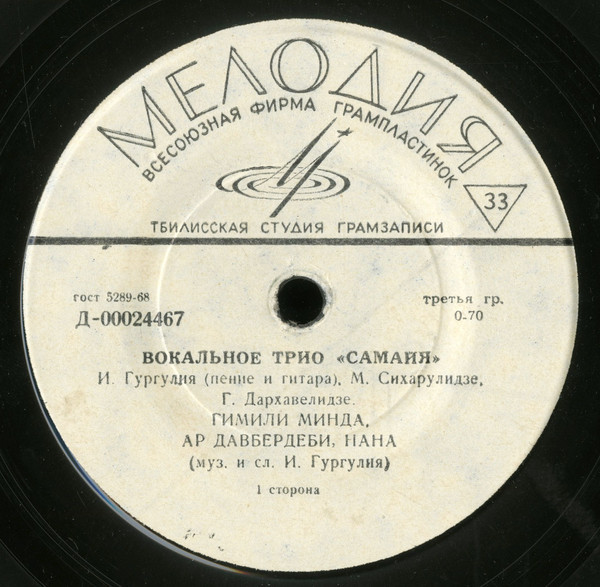 МЕЛОДИЯ
ВСЕСОЮЗНАЯ ФИРМА ГРАМПЛАСТИНОК
33
ТБИЛИССКАЯ СТУДИЯ ГРАМЗАПИСИ
гост 5289-68
третья гр.
Д-00024467
0-70
ВОКАЛЬНОЕ ТРИО «САМАИЯ»
И. Гургулия (пение и гитара), М. Сихарулидзе,
Г. Дархавелидзе.
ГИМИЛИ МИНДА,
АР ДАВБЕРДЕБИ, НАНА
(муз. и сл. И. Гургулия)
1 сторона